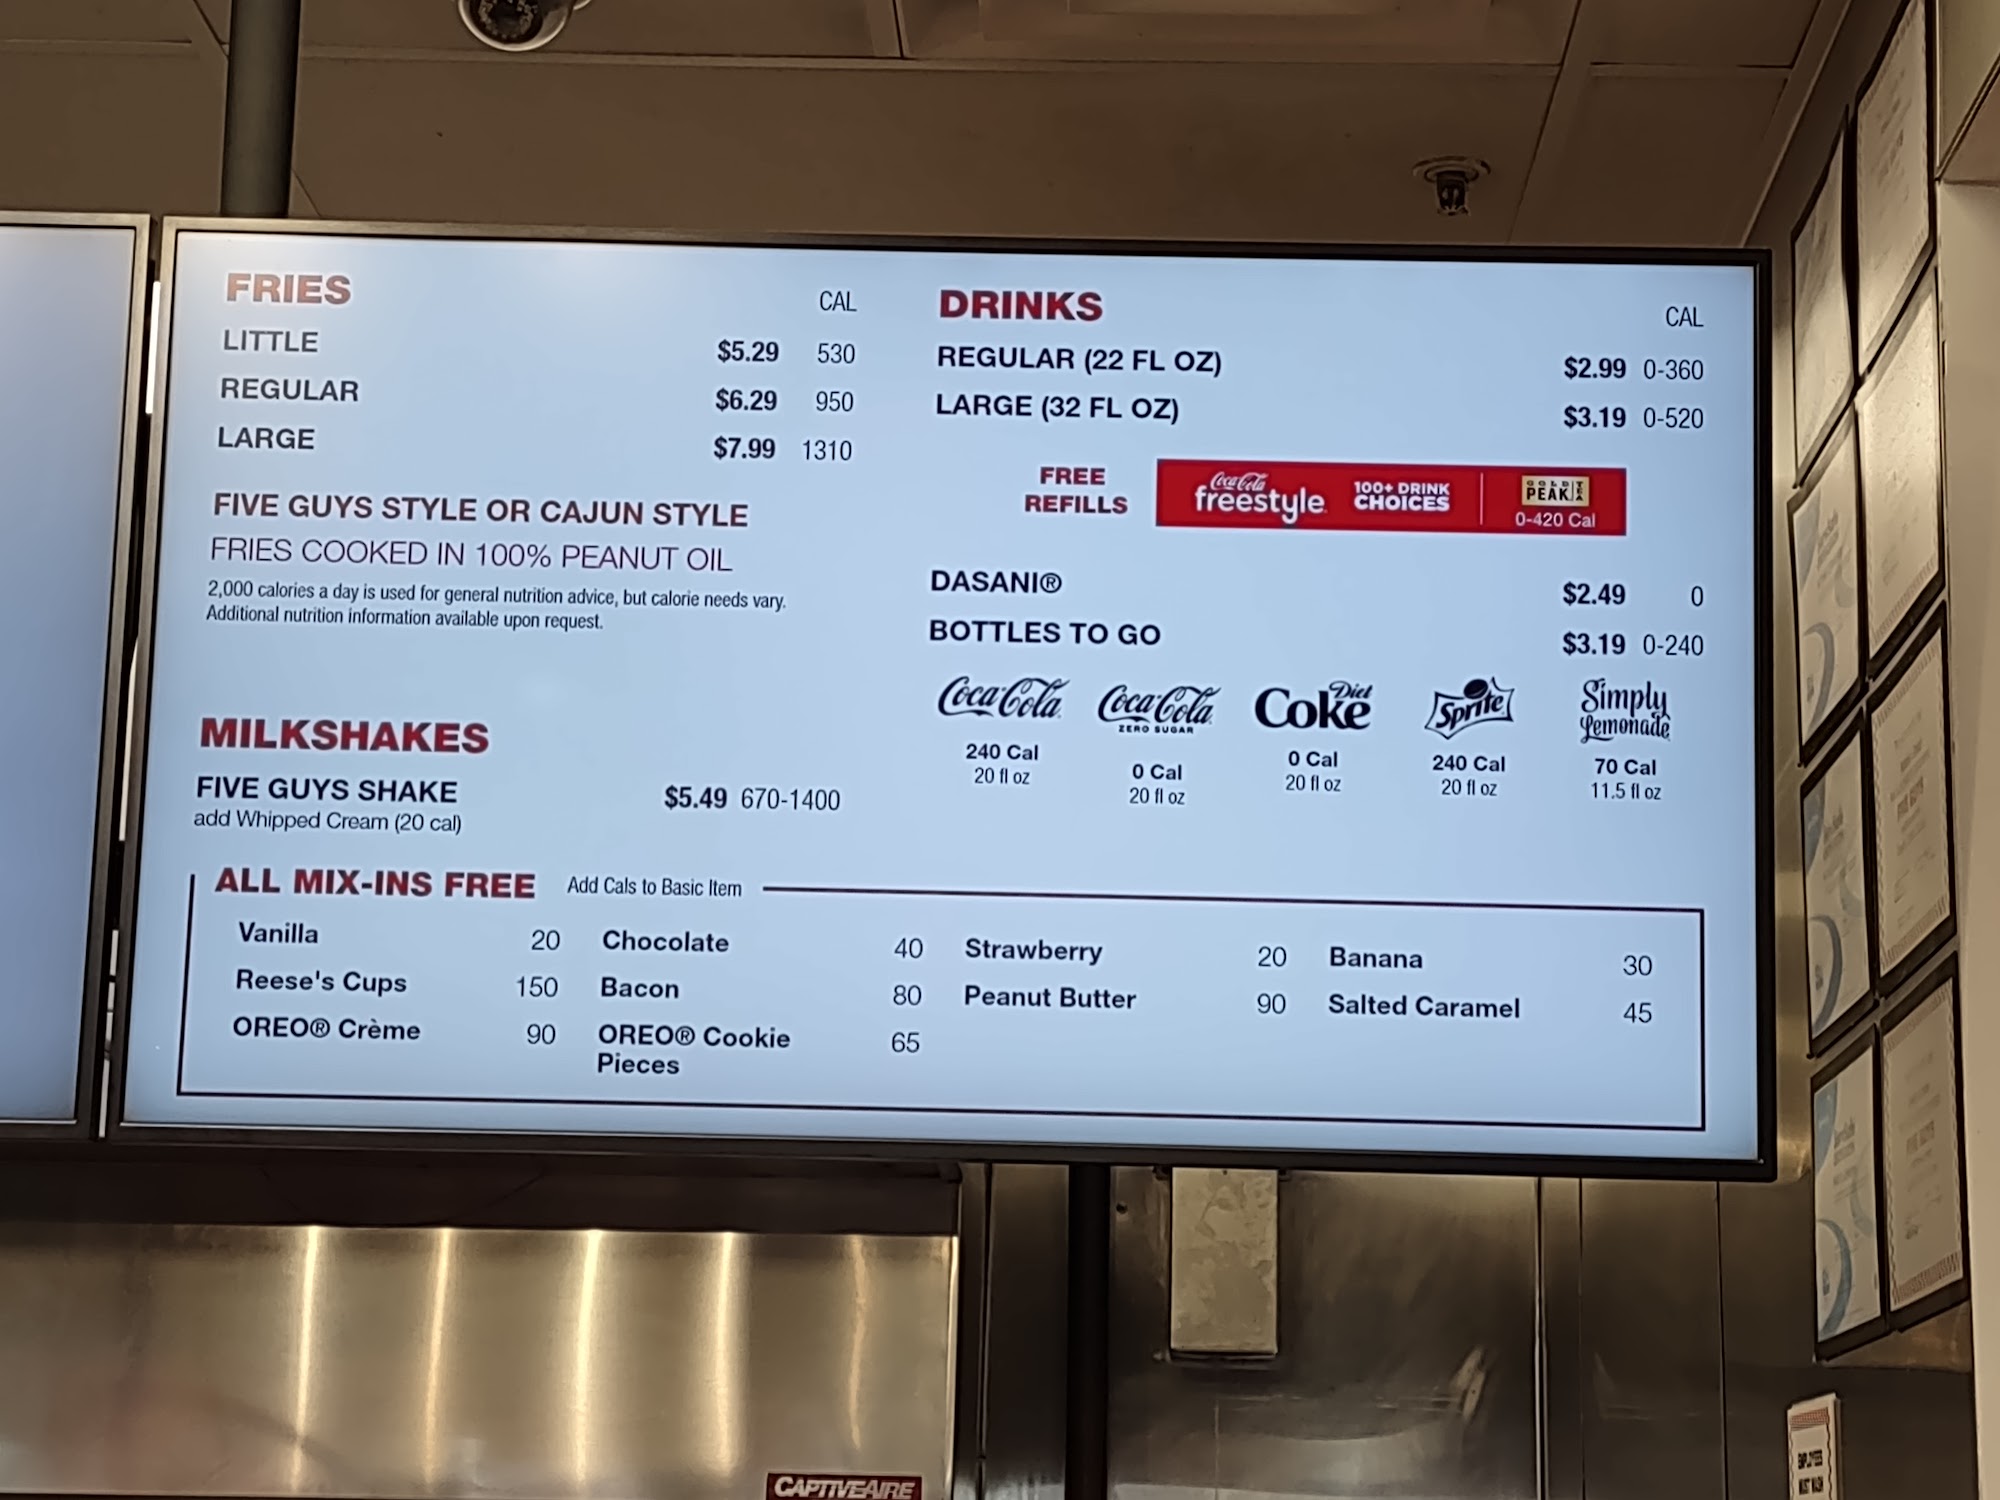 FRIES
CAL
LITTLE $5.29 530
REGULAR $6.29 950
LARGE $7.99 1310
FIVE GUYS STYLE OR CAJUN STYLE
FRIES COOKED IN 100% PEANUT OIL
2,000 calories a day is used for general nutrition advice, but calorie needs vary.
Additional nutrition information available upon request.
MILKSHAKES
FIVE GUYS SHAKE $5.49 670-1400
add Whipped Cream (20 cal)
DRINKS
CAL
REGULAR (22 FL OZ) $2.99 0-360
LARGE (32 FL OZ) $3.19 0-520
FREE
REFILLS
Coca-Cola
freestyle
100+ DRINK
CHOICES
GOLD
PEAK
TEA
0-420 Cal
DASANI® $2.49 0
BOTTLES TO GO $3.19 0-240
Coca-Cola
240 Cal
20 fl oz
Coca-Cola
ZERO SUGAR
0 Cal
20 fl oz
Diet
Coke
0 Cal
20 fl oz
Sprite
240 Cal
20 fl oz
Simply
Lemonade
70 Cal
11.5 fl oz
ALL MIX-INS FREE Add Cals to Basic Item
Vanilla 20 Chocolate 40 Strawberry 20 Banana 30
Reese's Cups 150 Bacon 80 Peanut Butter 90 Salted Caramel 45
OREO® Crème 90 OREO® Cookie 65
Pieces
CAPTIVEAIRE
EMPLOYEES
MUST WASH